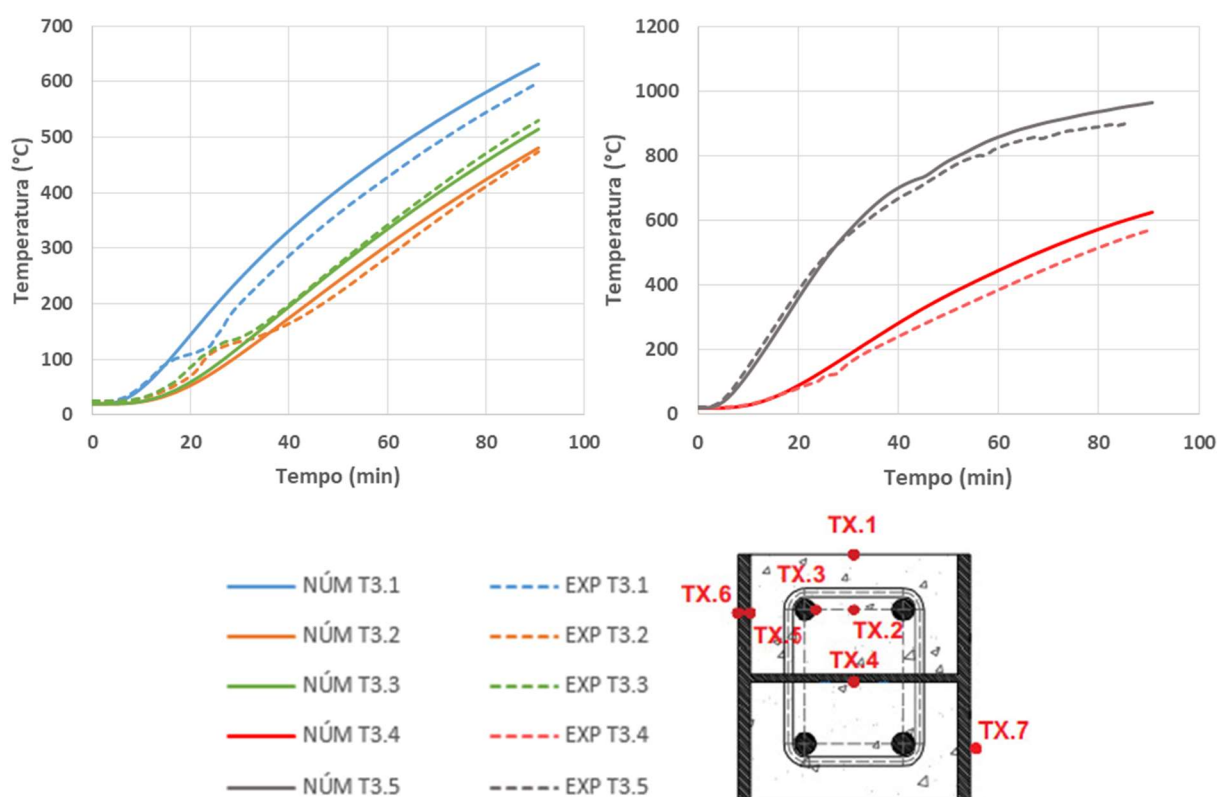 700
600
500
400
300
200
100
0
Temperatura (°C)
0 20 40 60 80 100
Tempo (min)
1200
1000
800
600
400
200
0
Temperatura (°C)
0 20 40 60 80 100
Tempo (min)
NÚM T3.1 EXP T3.1
NÚM T3.2 EXP T3.2
NÚM T3.3 EXP T3.3
NÚM T3.4 EXP T3.4
NÚM T3.5 EXP T3.5
TX.1
TX.3
TX.6
TX.5 TX.2
TX.4
TX.7